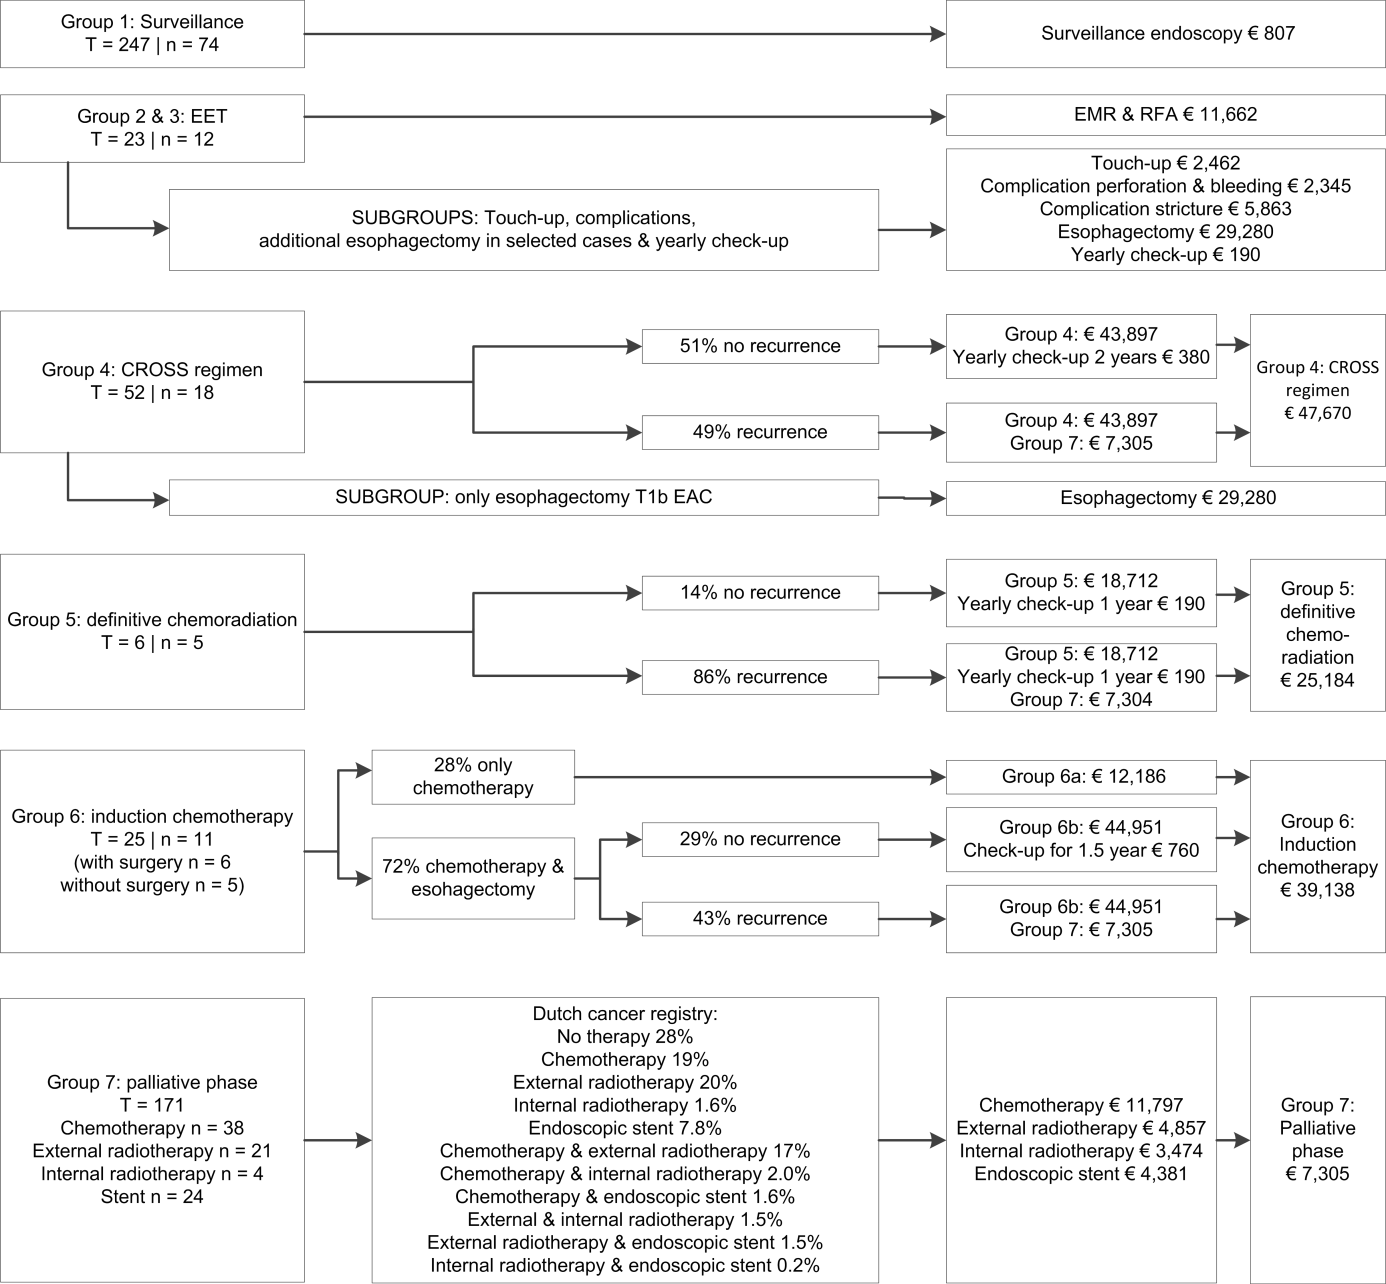 Group 1: Surveillance
T = 247 | n = 74
Surveillance endoscopy € 807
Group 2 & 3: EET
T = 23 | n = 12
EMR & RFA € 11,662
SUBGROUPS: Touch-up, complications,
additional esophagectomy in selected cases & yearly check-up
Touch-up € 2,462
Complication perforation & bleeding € 2,345
Complication stricture € 5,863
Esophagectomy € 29,280
Yearly check-up € 190
Group 4: CROSS regimen
T = 52 | n = 18
51% no recurrence
Group 4: € 43,897
Yearly check-up 2 years € 380
49% recurrence
Group 4: € 43,897
Group 7: € 7,305
Group 4: CROSS
regimen
€ 47,670
SUBGROUP: only esophagectomy T1b EAC
Esophagectomy € 29,280
Group 5: definitive chemoradiation
T = 6 | n = 5
14% no recurrence
Group 5: € 18,712
Yearly check-up 1 year € 190
86% recurrence
Group 5: € 18,712
Yearly check-up 1 year € 190
Group 7: € 7,304
Group 5:
definitive
chemo-
radiation
€ 25,184
Group 6: induction chemotherapy
T = 25 | n = 11
(with surgery n = 6
without surgery n = 5)
28% only
chemotherapy
Group 6a: € 12,186
72% chemotherapy &
esohagectomy
29% no recurrence
Group 6b: € 44,951
Check-up for 1.5 year € 760
43% recurrence
Group 6b: € 44,951
Group 7: € 7,305
Group 6:
Induction
chemotherapy
€ 39,138
Group 7: palliative phase
T = 171
Chemotherapy n = 38
External radiotherapy n = 21
Internal radiotherapy n = 4
Stent n = 24
Dutch cancer registry:
No therapy 28%
Chemotherapy 19%
External radiotherapy 20%
Internal radiotherapy 1.6%
Endoscopic stent 7.8%
Chemotherapy & external radiotherapy 17%
Chemotherapy & internal radiotherapy 2.0%
Chemotherapy & endoscopic stent 1.6%
External & internal radiotherapy 1.5%
External radiotherapy & endoscopic stent 1.5%
Internal radiotherapy & endoscopic stent 0.2%
Chemotherapy € 11,797
External radiotherapy € 4,857
Internal radiotherapy € 3,474
Endoscopic stent € 4,381
Group 7:
Palliative
phase
€ 7,305